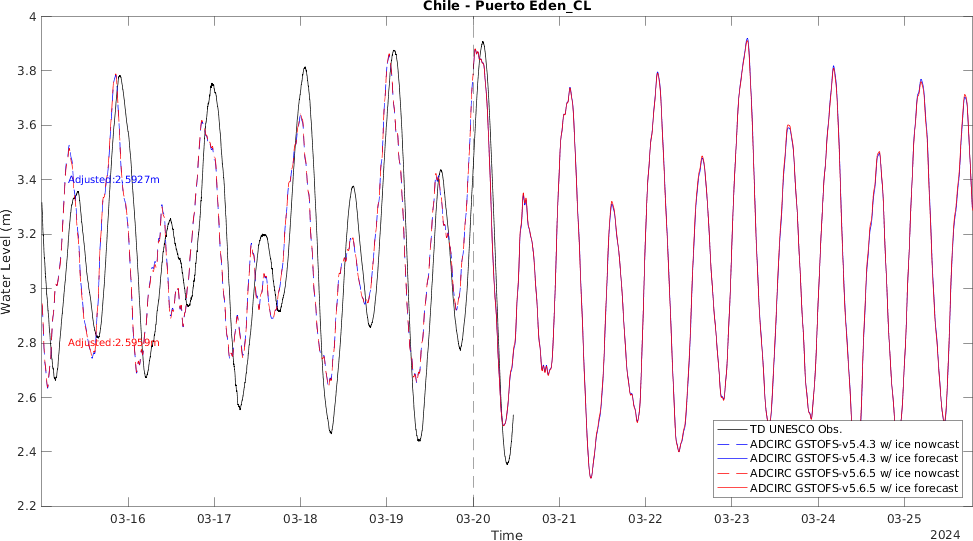 Chile - Puerto Eden_CL
4
3.8
3.6
3.4
3.2
3
2.8
2.6
2.4
2.2
Water Level (m)
Adjusted:2.5927m
Adjusted:2.5959m
TD UNESCO Obs.
ADCIRC GSTOFS-v5.4.3 w/ ice nowcast
ADCIRC GSTOFS-v5.4.3 w/ ice forecast
ADCIRC GSTOFS-v5.6.5 w/ ice nowcast
ADCIRC GSTOFS-v5.6.5 w/ ice forecast
03-16 03-17 03-18 03-19 03-20 03-21 03-22 03-23 03-24 03-25
Time
2024